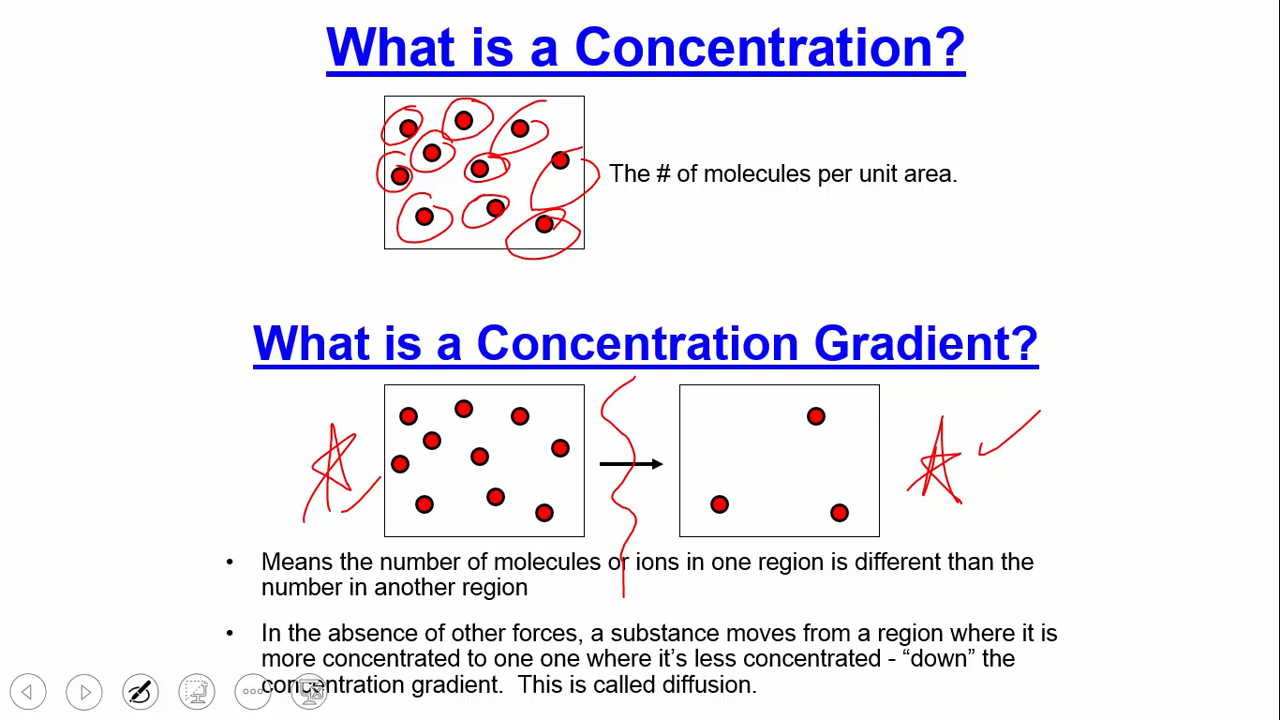 What is a Concentration?
The # of molecules per unit area.
What is a Concentration Gradient?
• Means the number of molecules or ions in one region is different than the
number in another region
• In the absence of other forces, a substance moves from a region where it is
more concentrated to one one where it’s less concentrated - “down” the
concentration gradient.  This is called diffusion.